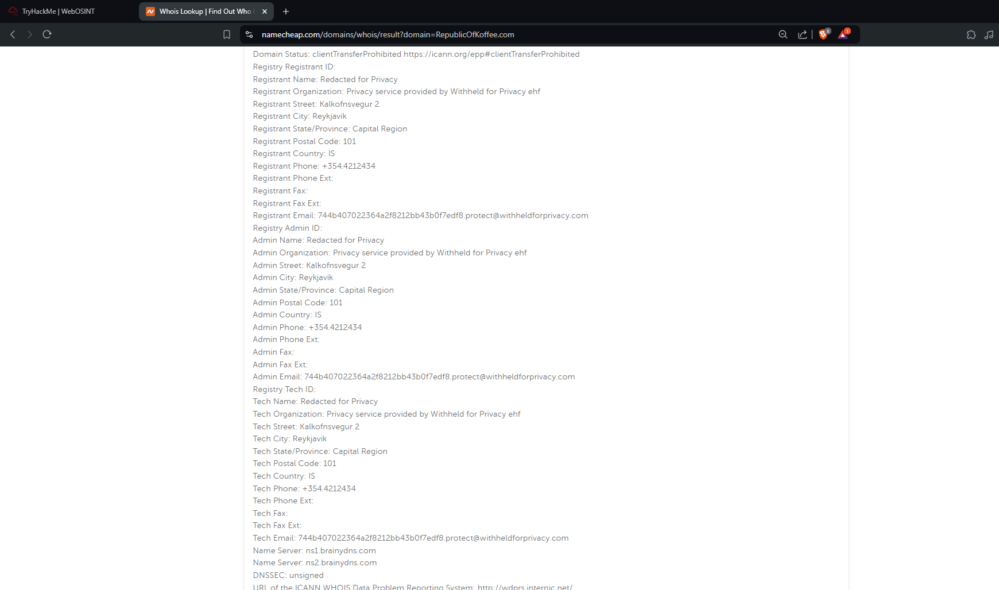 TryHackMe | WebOSINT
Whois Lookup | Find Out Who
namecheap.com/domains/whois/result?domain=RepublicOfKoffee.com
3
1
Domain Status: clientTransferProhibited https://icann.org/epp#clientTransferProhibited
Registry Registrant ID:
Registrant Name: Redacted for Privacy
Registrant Organization: Privacy service provided by Withheld for Privacy ehf
Registrant Street: Kalkofnsvegur 2
Registrant City: Reykjavik
Registrant State/Province: Capital Region
Registrant Postal Code: 101
Registrant Country: IS
Registrant Phone: +354.4212434
Registrant Phone Ext:
Registrant Fax:
Registrant Fax Ext:
Registrant Email: 744b407022364a2f8212bb43b0f7edf8.protect@withheldforprivacy.com
Registry Admin ID:
Admin Name: Redacted for Privacy
Admin Organization: Privacy service provided by Withheld for Privacy ehf
Admin Street: Kalkofnsvegur 2
Admin City: Reykjavik
Admin State/Province: Capital Region
Admin Postal Code: 101
Admin Country: IS
Admin Phone: +354.4212434
Admin Phone Ext:
Admin Fax:
Admin Fax Ext:
Admin Email: 744b407022364a2f8212bb43b0f7edf8.protect@withheldforprivacy.com
Registry Tech ID:
Tech Name: Redacted for Privacy
Tech Organization: Privacy service provided by Withheld for Privacy ehf
Tech Street: Kalkofnsvegur 2
Tech City: Reykjavik
Tech State/Province: Capital Region
Tech Postal Code: 101
Tech Country: IS
Tech Phone: +354.4212434
Tech Phone Ext:
Tech Fax:
Tech Fax Ext:
Tech Email: 744b407022364a2f8212bb43b0f7edf8.protect@withheldforprivacy.com
Name Server: ns1.brainydns.com
Name Server: ns2.brainydns.com
DNSSEC: unsigned
URL of the ICANN WHOIS Data Problem Reporting System: http://wdprs.internic.net/